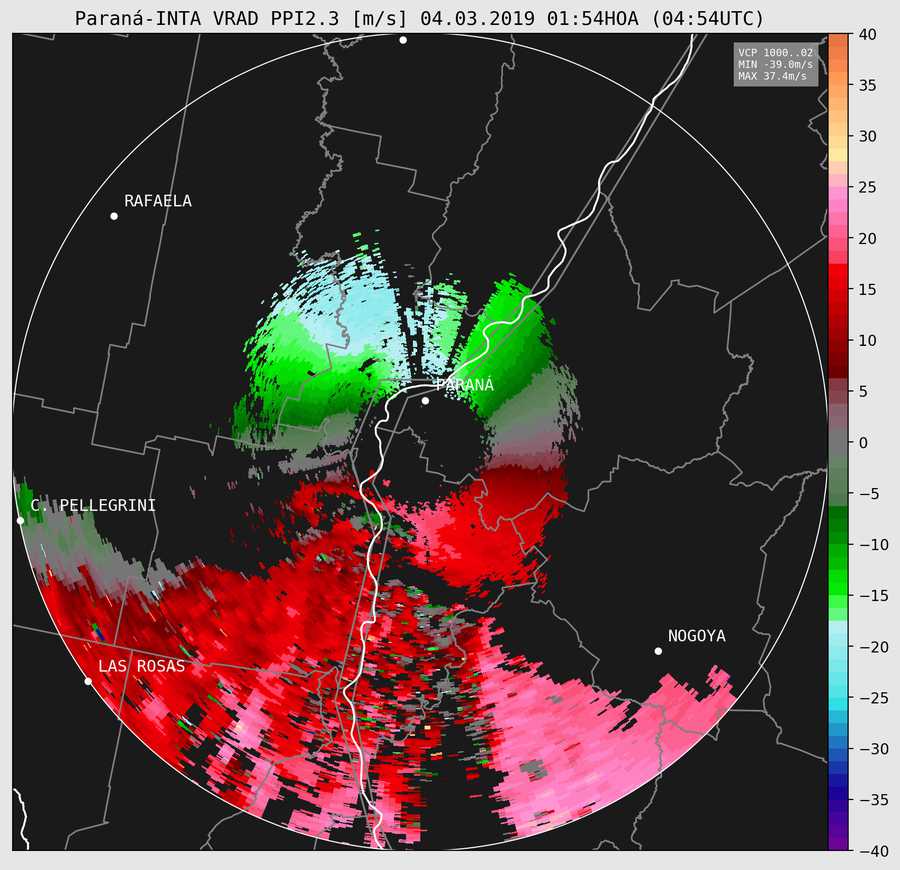 Paraná-INTA VRAD PPI2.3 [m/s] 04.03.2019 01:54HOA (04:54UTC)
VCP 1000..02
MIN -39.0m/s
MAX 37.4m/s
RAFAELA
PARANÁ
C. PELLEGRINI
NOGOYA
LAS ROSAS
40
35
30
25
20
15
10
5
0
−5
−10
−15
−20
−25
−30
−35
−40